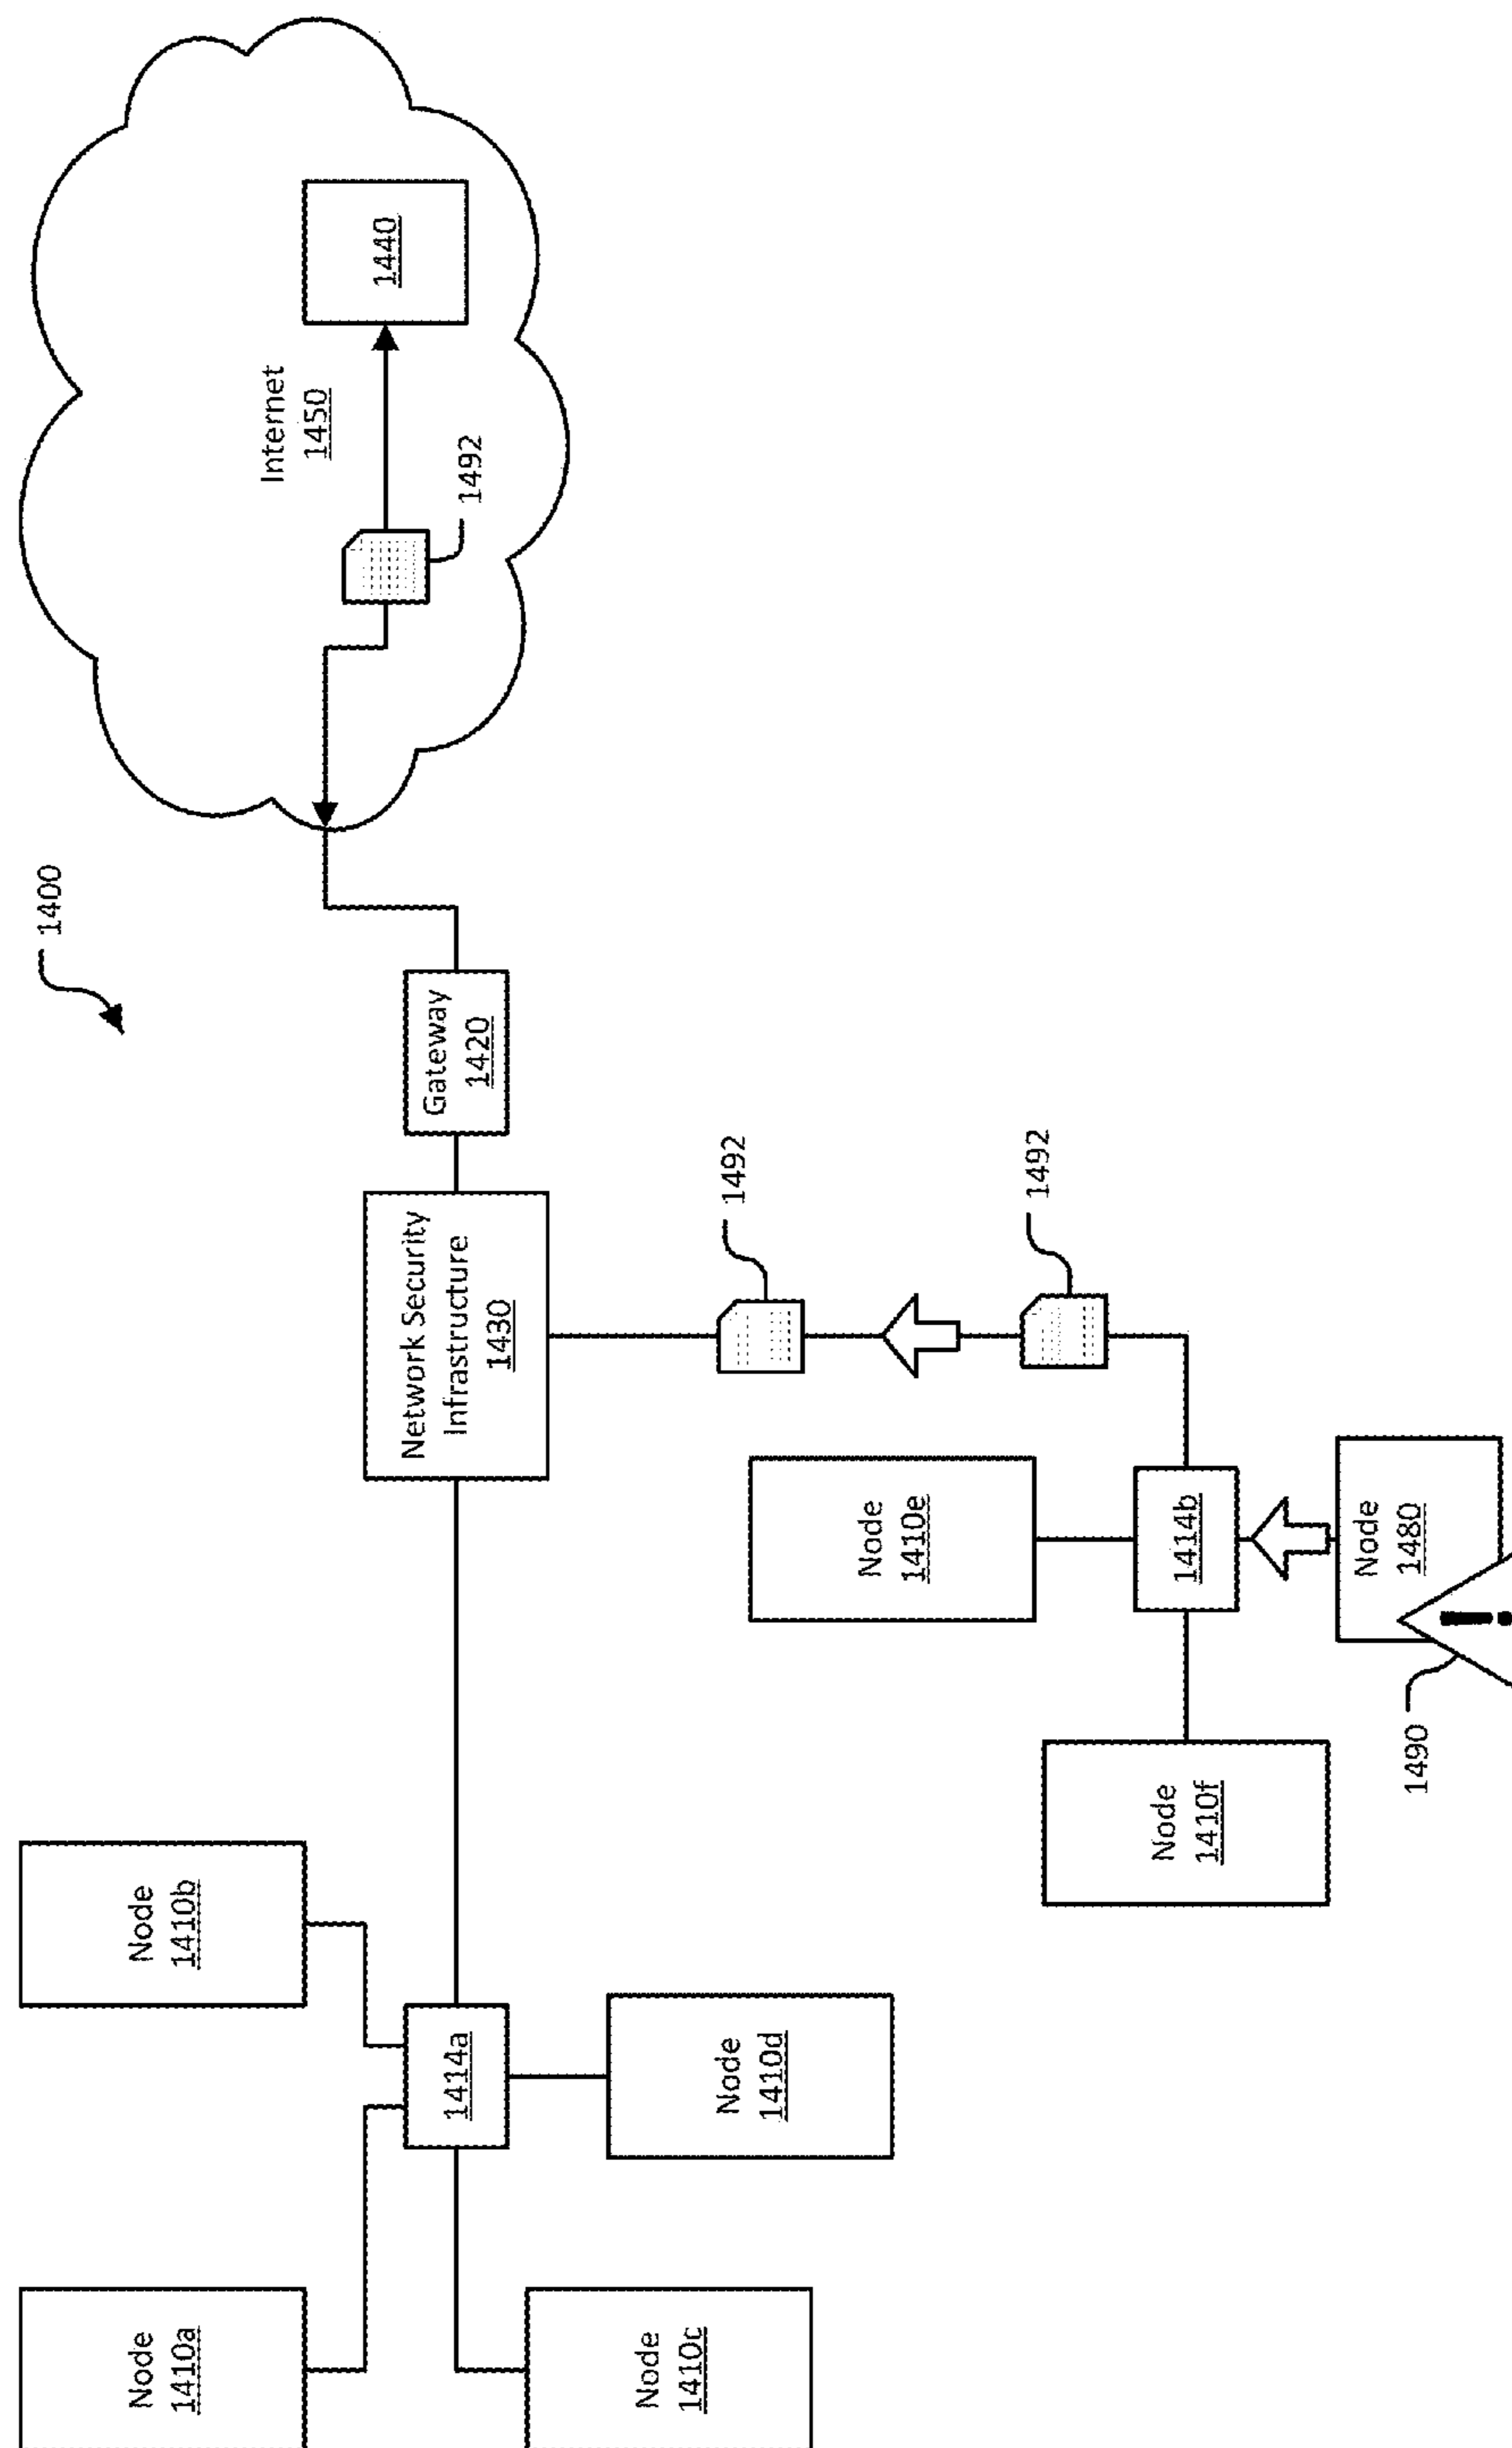 1400
Internet
1450
1440
1492
Gateway
1420
Network Security
Infrastructure
1430
1492
1492
Node
1410b
Node
1410a
1414a
Node
1410d
Node
1410c
Node
1410e
1414b
Node
1410f
Node
1480
!
1490